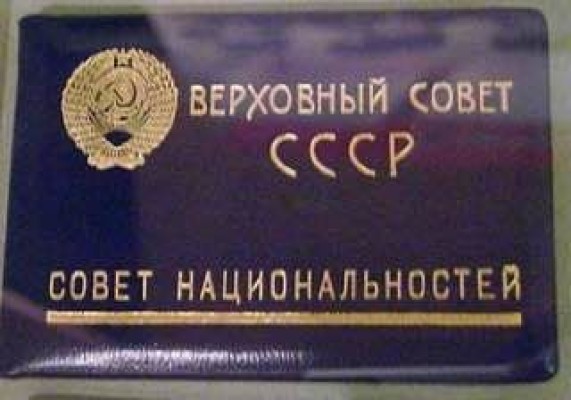 ВЕРХОВНЫЙ СОВЕТ
СССР
СОВЕТ НАЦИОНАЛЬНОСТЕЙ